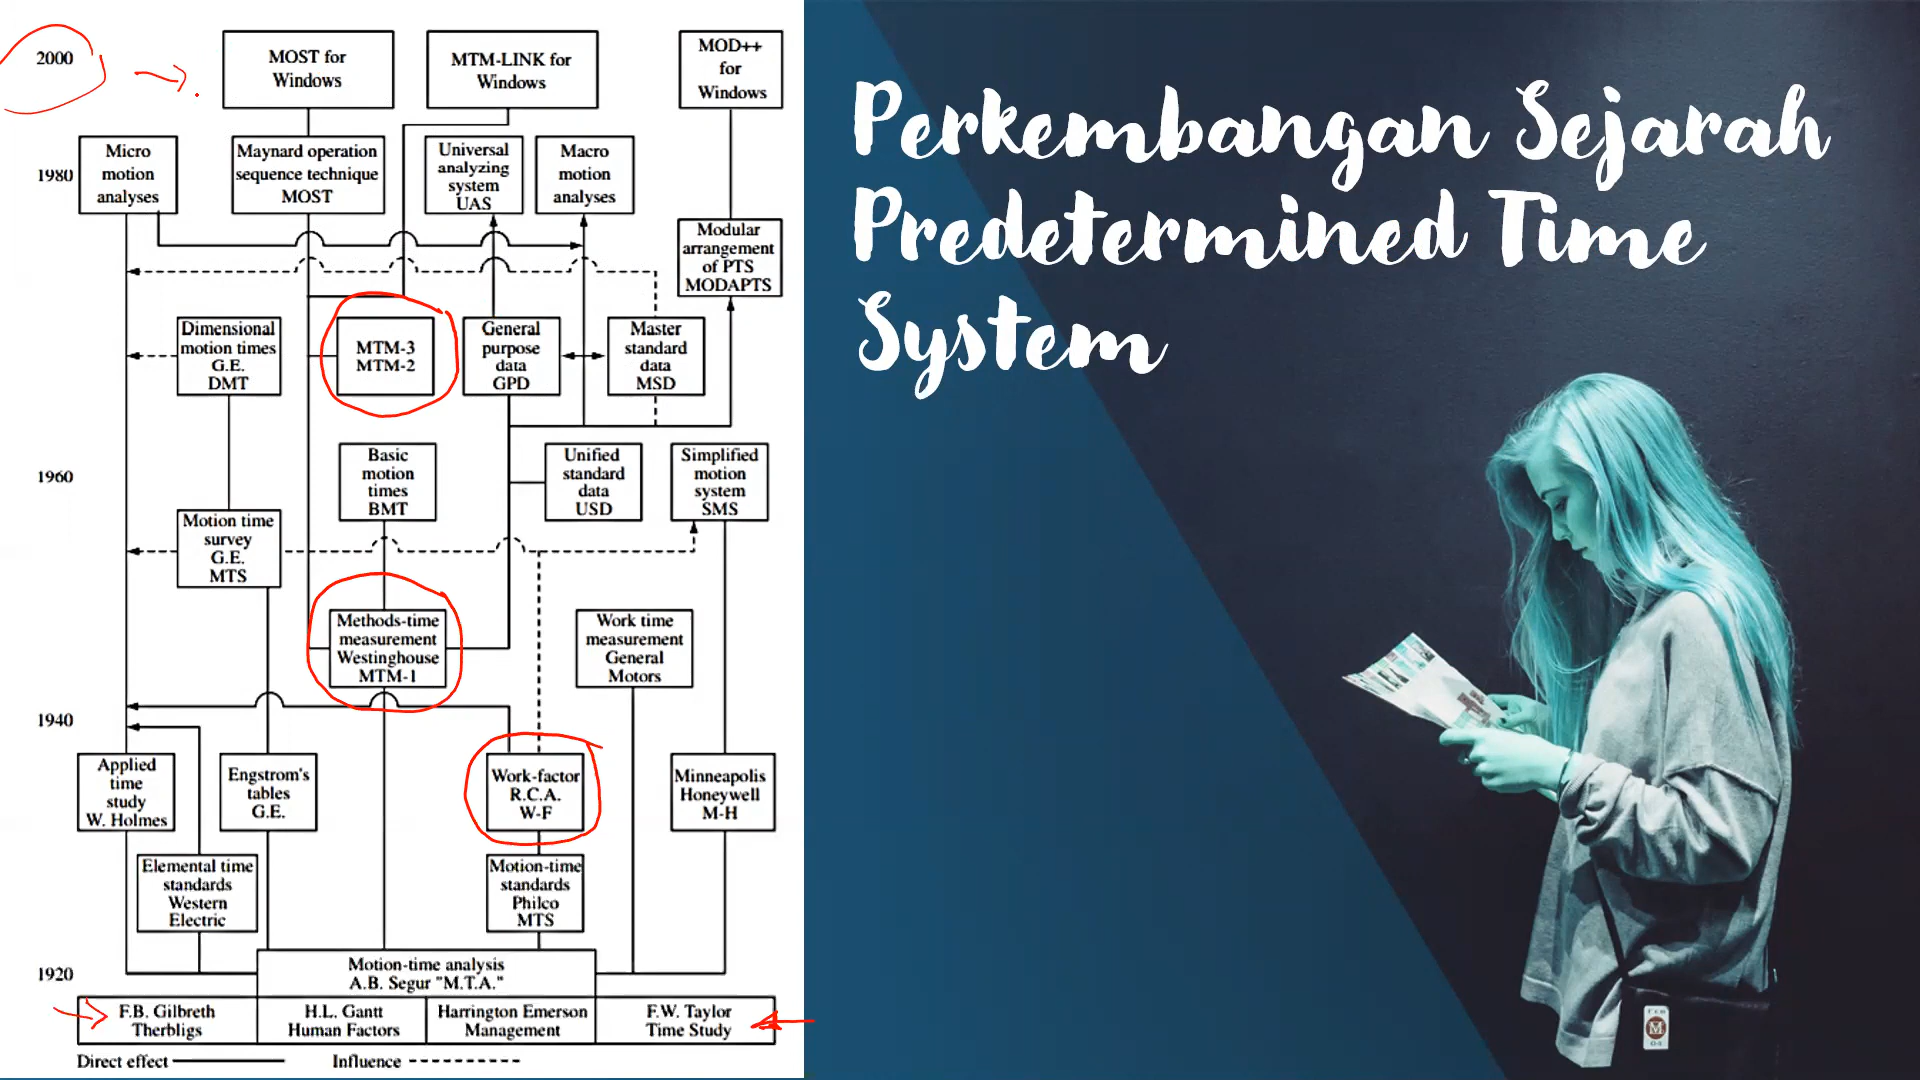 2000
MOST for
Windows
MTM-LINK for
Windows
MOD++
for
Windows
1980
Micro
motion
analyses
Maynard operation
sequence technique
MOST
Universal
analyzing
system
UAS
Macro
motion
analyses
Modular
arrangement
of PTS
MODAPTS
Dimensional
motion times
G.E.
DMT
MTM-3
MTM-2
General
purpose
data
GPD
Master
standard
data
MSD
1960
Basic
motion
times
BMT
Unified
standard
data
USD
Simplified
motion
system
SMS
Motion time
survey
G.E.
MTS
Methods-time
measurement
Westinghouse
MTM-1
Work time
measurement
General
Motors
1940
Applied
time
study
W. Holmes
Engstrom's
tables
G.E.
Work-factor
R.C.A.
W-F
Minneapolis
Honeywell
M-H
Elemental time
standards
Western
Electric
Motion-time
standards
Philco
MTS
1920
Motion-time analysis
A.B. Segur "M.T.A."
F.B. Gilbreth
Therbligs
H.L. Gantt
Human Factors
Harrington Emerson
Management
F.W. Taylor
Time Study
Direct effect
Influence
Perkembangan Sejarah
Predetermined Time
System
M